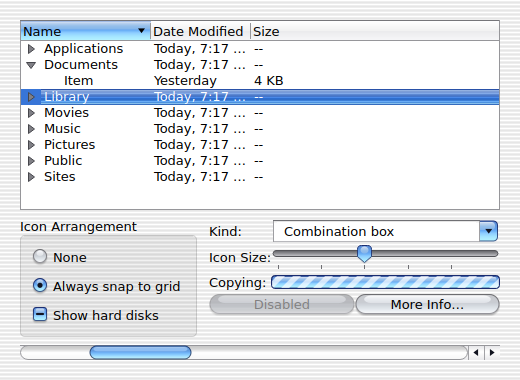 Name Date Modified Size
Applications Today, 7:17 ... --
Documents Today, 7:17 ... --
Item Yesterday 4 KB
Library Today, 7:17 ... --
Movies Today, 7:17 ... --
Music Today, 7:17 ... --
Pictures Today, 7:17 ... --
Public Today, 7:17 ... --
Sites Today, 7:17 ... --
Icon Arrangement
None
Always snap to grid
Show hard disks
Kind: Combination box
Icon Size:
Copying:
Disabled More Info...